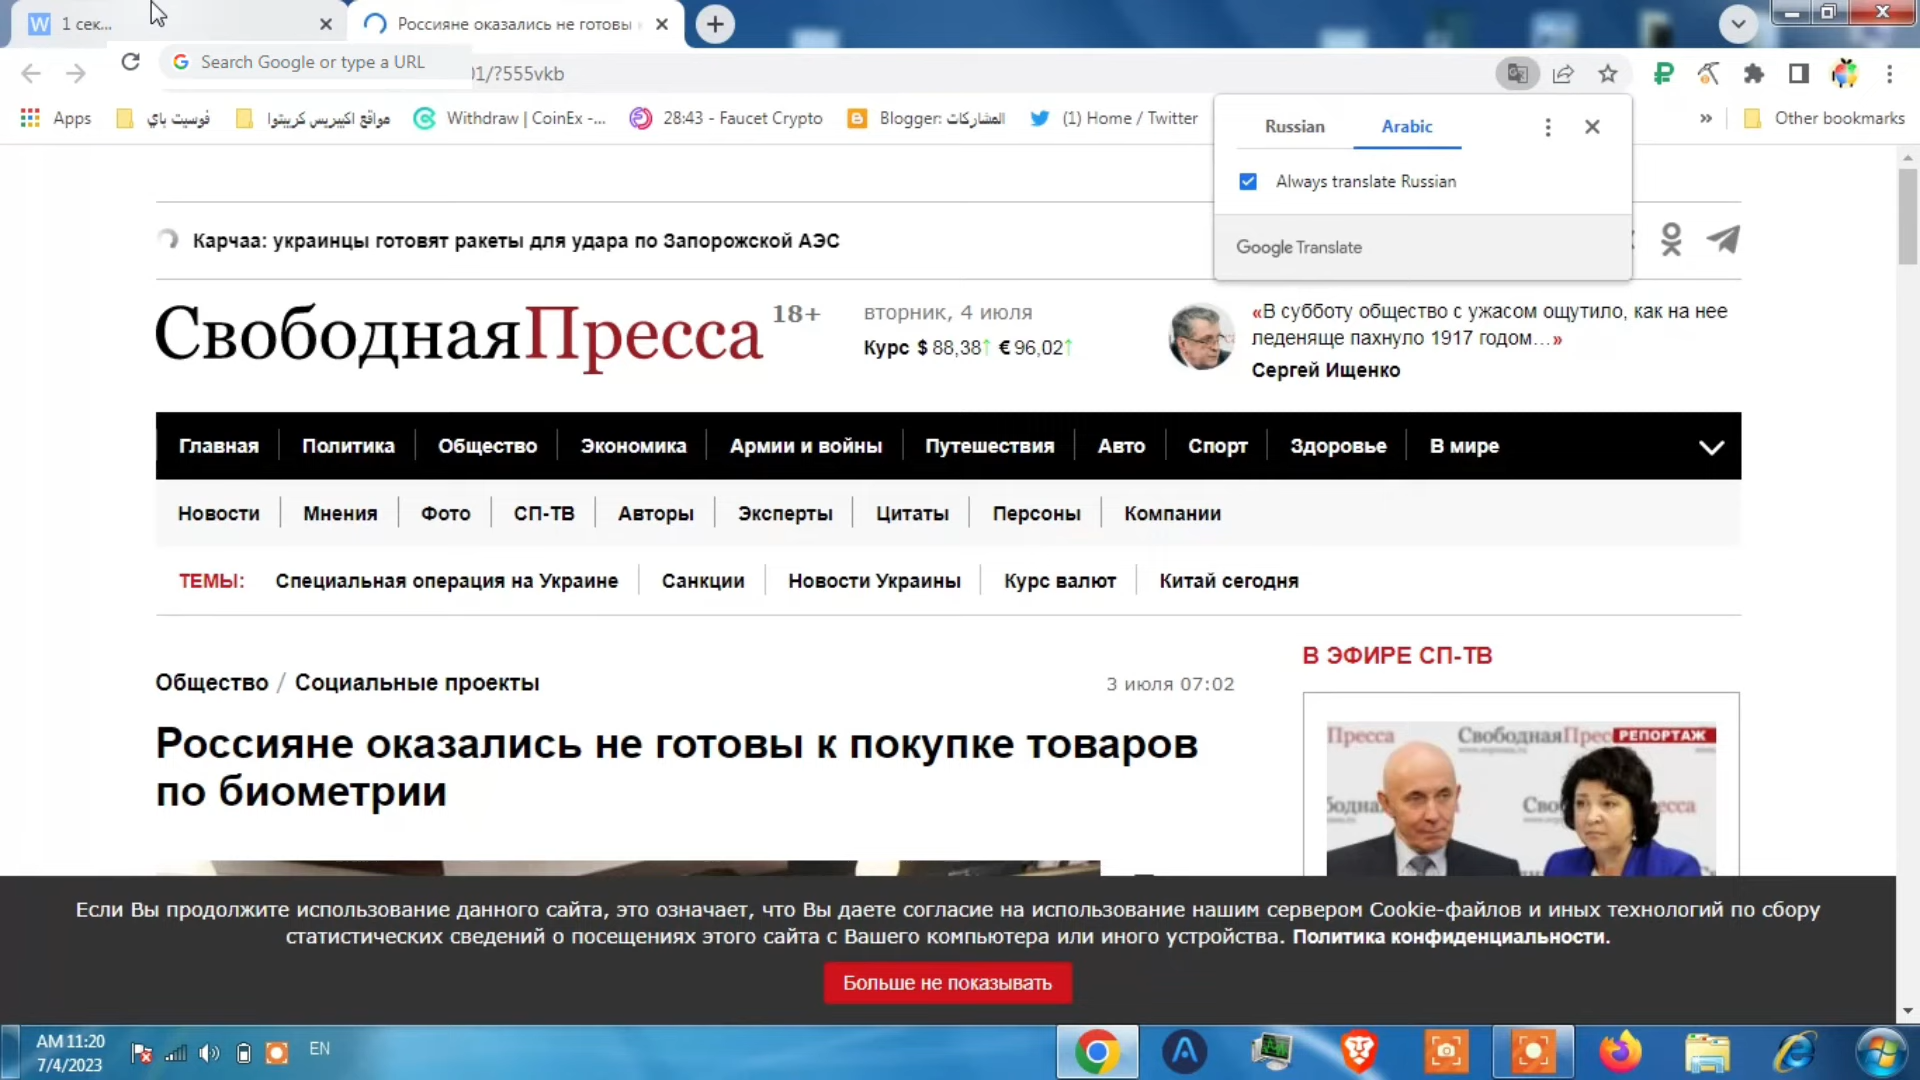 1 сек...
Россияне оказались не готовы
Search Google or type a URL
01/?555vkb
Apps
فوسيت باي
مواقع اكبيريس كريبتوا
Withdraw | CoinEx -...
28:43 - Faucet Crypto
Blogger: المشاركات
(1) Home / Twitter
»
Other bookmarks
Russian
Arabic
Always translate Russian
Google Translate
Карчаа: украинцы готовят ракеты для удара по Запорожской АЭС
СвободнаяПресса 18+
вторник, 4 июля
Курс $ 88,38↑ € 96,02↑
«В субботу общество с ужасом ощутило, как на нее
леденяще пахнуло 1917 годом…»
Сергей Ищенко
Главная
Политика
Общество
Экономика
Армии и войны
Путешествия
Авто
Спорт
Здоровье
В мире
Новости
Мнения
Фото
СП-ТВ
Авторы
Эксперты
Цитаты
Персоны
Компании
ТЕМЫ:
Специальная операция на Украине
Санкции
Новости Украины
Курс валют
Китай сегодня
Общество / Социальные проекты
3 июля 07:02
Россияне оказались не готовы к покупке товаров
по биометрии
В ЭФИРЕ СП-ТВ
Пресса
СвободнаяПрес
РЕПОРТАЖ
Если Вы продолжите использование данного сайта, это означает, что Вы даете согласие на использование нашим сервером Cookie-файлов и иных технологий по сбору
статистических сведений о посещениях этого сайта с Вашего компьютера или иного устройства. Политика конфиденциальности.
Больше не показывать
AM 11:20
7/4/2023
EN